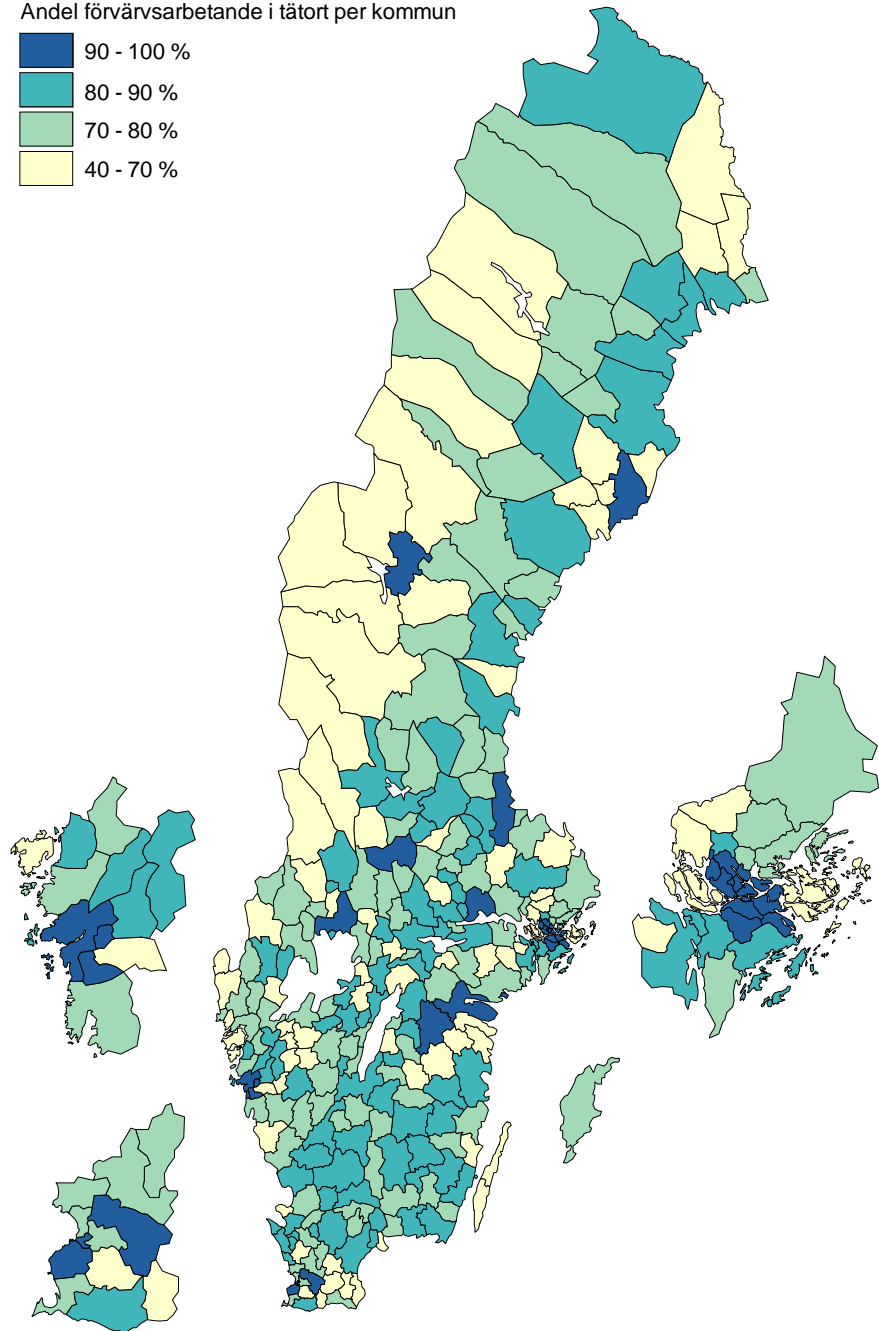 Andel förvärvsarbetande i tätort per kommun
90 - 100 %
80 - 90 %
70 - 80 %
40 - 70 %